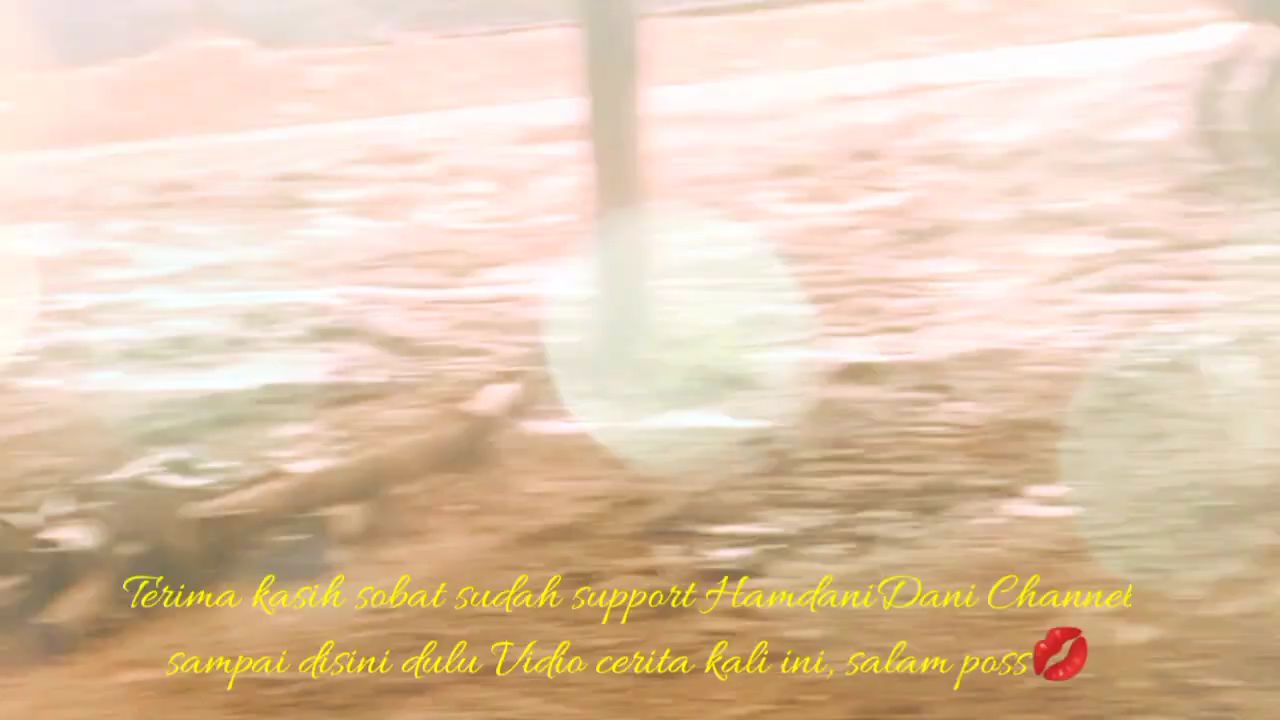 Terima kasih sobat sudah support HamdaniDani Channel
sampai disini dulu Vidio cerita kali ini, salam poss💋